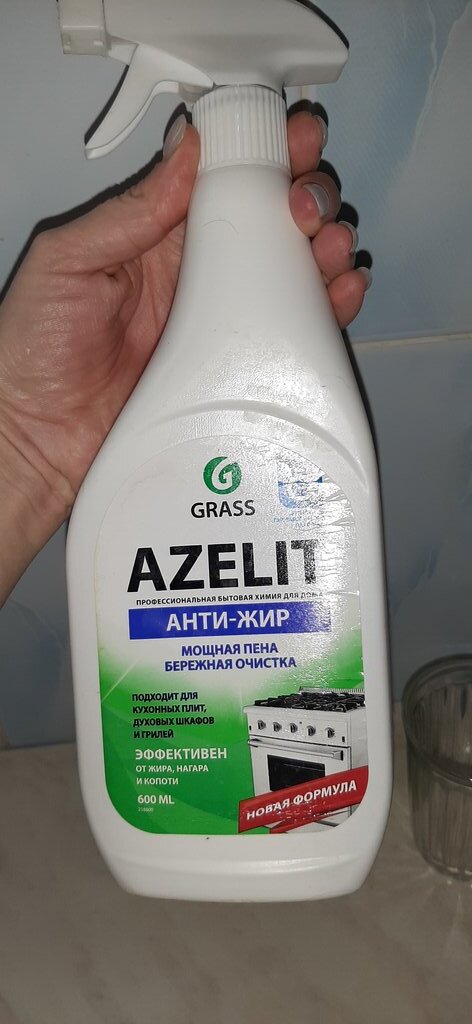 GRASS
AZELIT
ПРОФЕССИОНАЛЬНАЯ БЫТОВАЯ ХИМИЯ ДЛЯ ДОМА
АНТИ-ЖИР
МОЩНАЯ ПЕНА
БЕРЕЖНАЯ ОЧИСТКА
ПОДХОДИТ ДЛЯ
КУХОННЫХ ПЛИТ,
ДУХОВЫХ ШКАФОВ
И ГРИЛЕЙ
ЭФФЕКТИВЕН
ОТ ЖИРА, НАГАРА
И КОПОТИ
600 ML
218600
НОВАЯ ФОРМУЛА